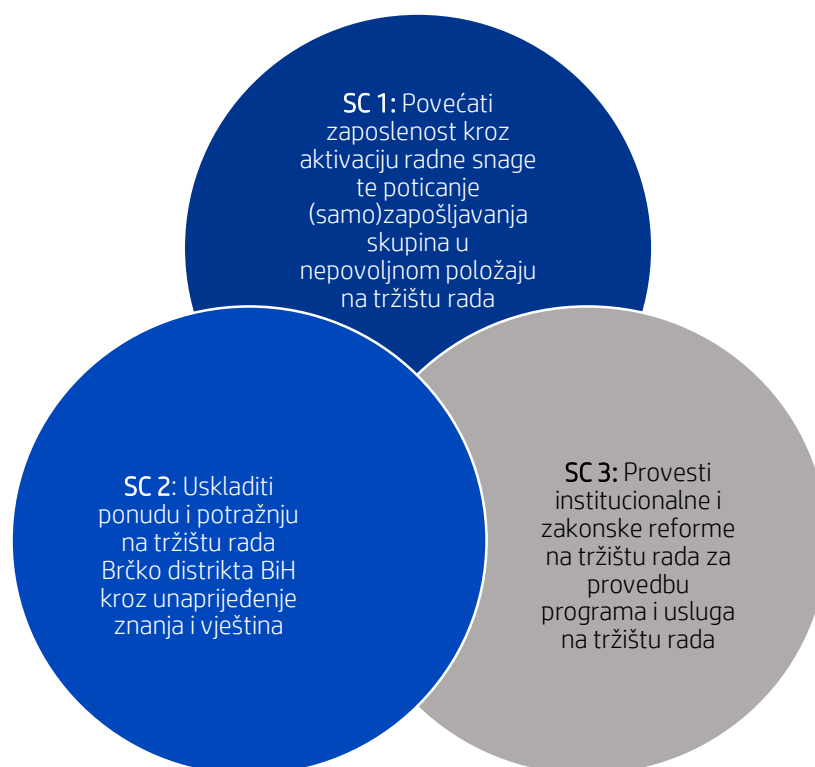 SC 1: Povećati
zaposlenost kroz
aktivaciju radne snage
te poticanje
(samo)zapošljavanja
skupina u
nepovoljnom položaju
na tržištu rada
SC 2: Uskladiti
ponudu i potražnju
na tržištu rada
Brčko distrikta BiH
kroz unaprijeđenje
znanja i vještina
SC 3: Provesti
institucionalne i
zakonske reforme
na tržištu rada za
provedbu
programa i usluga
na tržištu rada